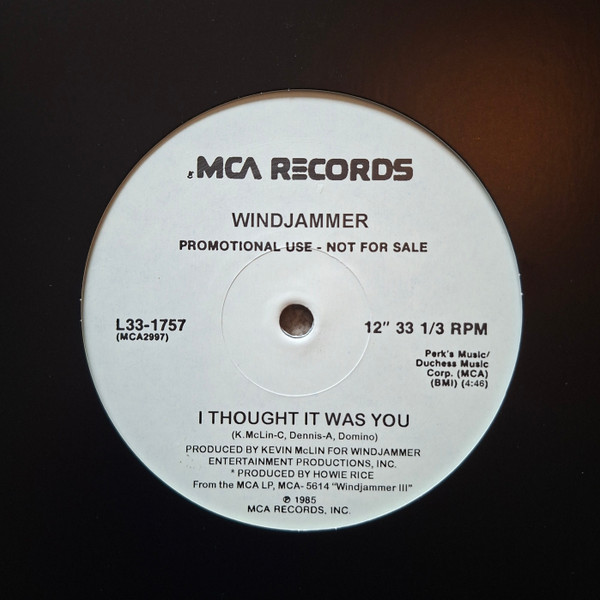 MCA RECORDS
WINDJAMMER
PROMOTIONAL USE - NOT FOR SALE
L33-1757
(MCA2997)
12" 33 1/3 RPM
Perk's Music/
Duchess Music
Corp. (MCA)
(BMI) (4:46)
I THOUGHT IT WAS YOU
(K.McLin-C, Dennis-A, Domino)
PRODUCED BY KEVIN McLIN FOR WINDJAMMER
ENTERTAINMENT PRODUCTIONS, INC.
* PRODUCED BY HOWIE RICE
From the MCA LP, MCA- 5614 "Windjammer III"
℗ 1985
MCA RECORDS, INC.